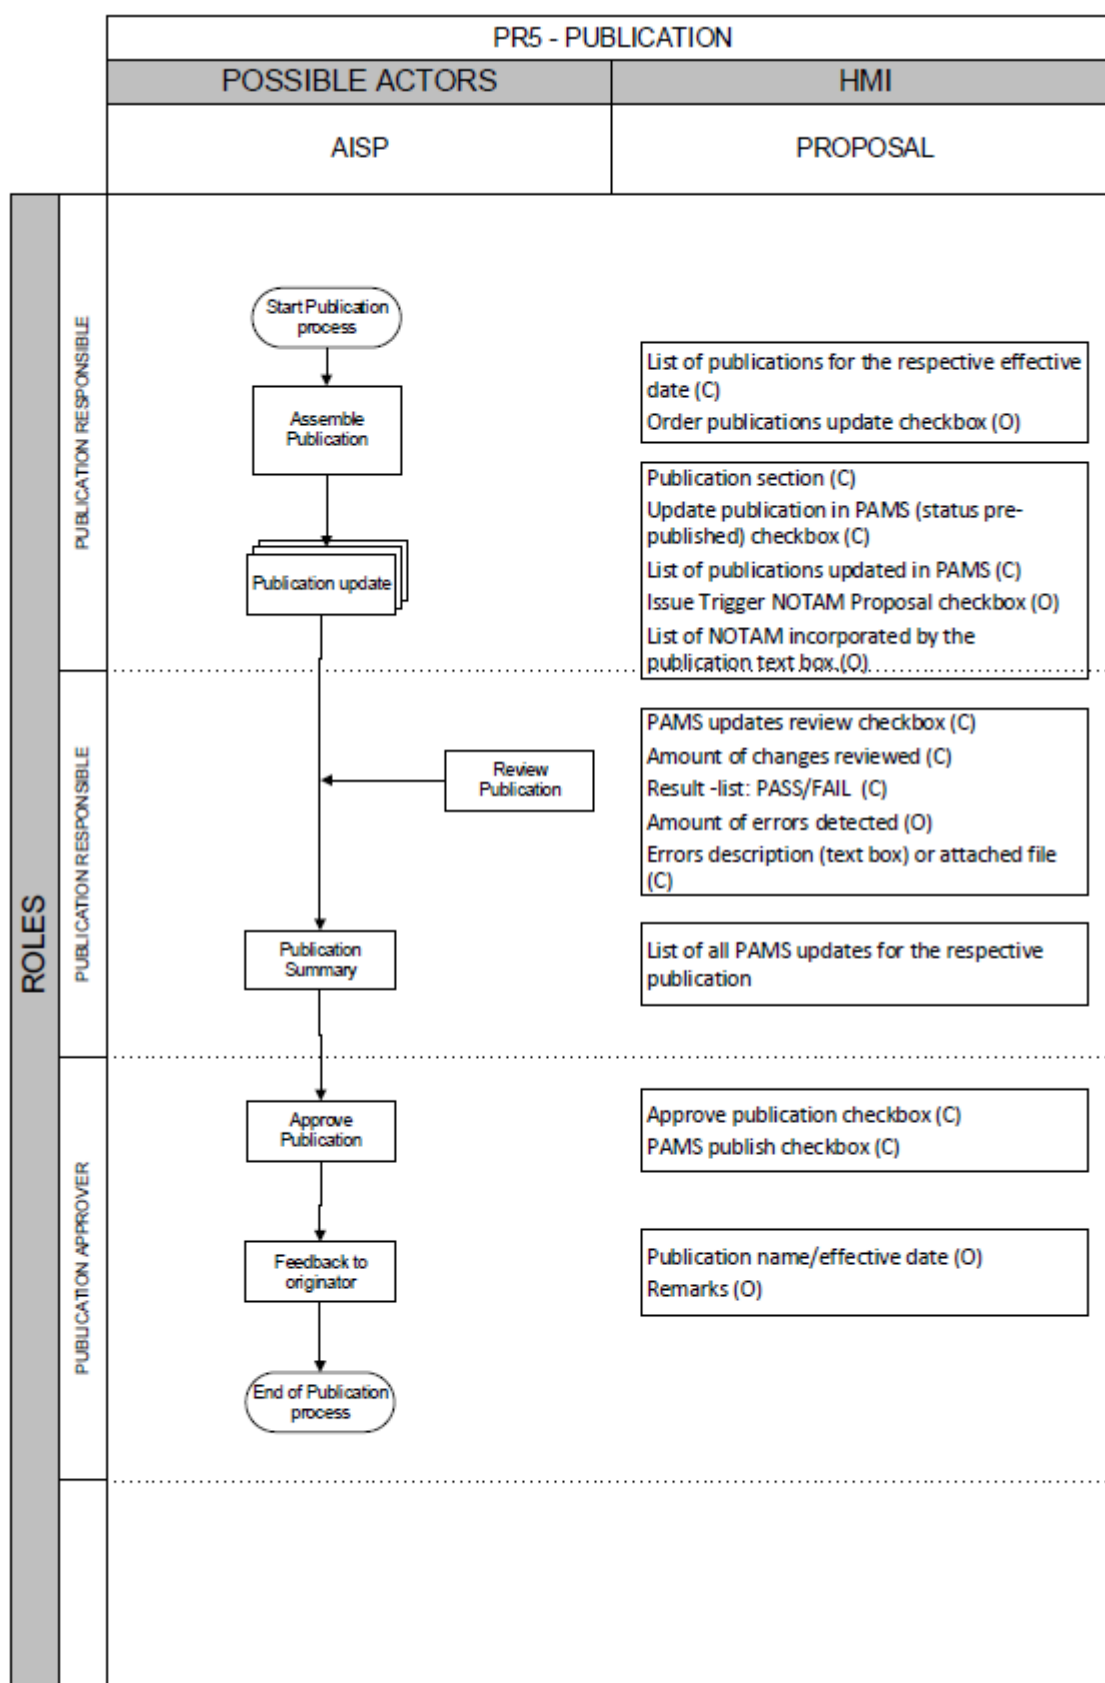 PR5 - PUBLICATION
POSSIBLE ACTORS
HMI
AISP
PROPOSAL
ROLES
PUBLICATION RESPONSIBLE
Start Publication
process
Assemble
Publication
Publication update
List of publications for the respective effective
date (C)
Order publications update checkbox (O)
Publication section (C)
Update publication in PAMS (status pre-
published) checkbox (C)
List of publications updated in PAMS (C)
Issue Trigger NOTAM Proposal checkbox (O)
List of NOTAM incorporated by the
publication text box (O)
PUBLICATION RESPONSIBLE
Review
Publication
Publication
Summary
PAMS updates review checkbox (C)
Amount of changes reviewed (C)
Result -list: PASS/FAIL (C)
Amount of errors detected (O)
Errors description (text box) or attached file
(C)
List of all PAMS updates for the respective
publication
PUBLICATION APPROVER
Approve
Publication
Feedback to
originator
End of Publication
process
Approve publication checkbox (C)
PAMS publish checkbox (C)
Publication name/effective date (O)
Remarks (O)